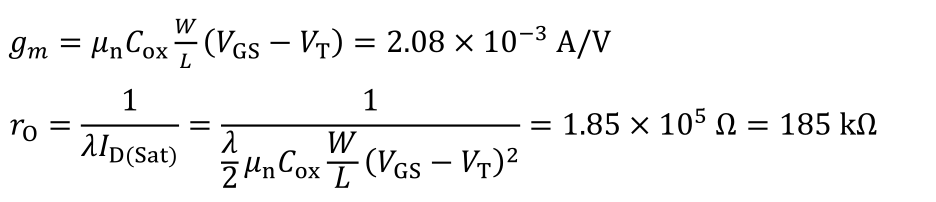 g_m = μ_n C_ox W/L (V_GS − V_T) = 2.08 × 10^−3 A/V
r_O = 1/(λI_D(Sat)) = 1/(λ/2 μ_n C_ox W/L (V_GS − V_T)^2) = 1.85 × 10^5 Ω = 185 kΩ